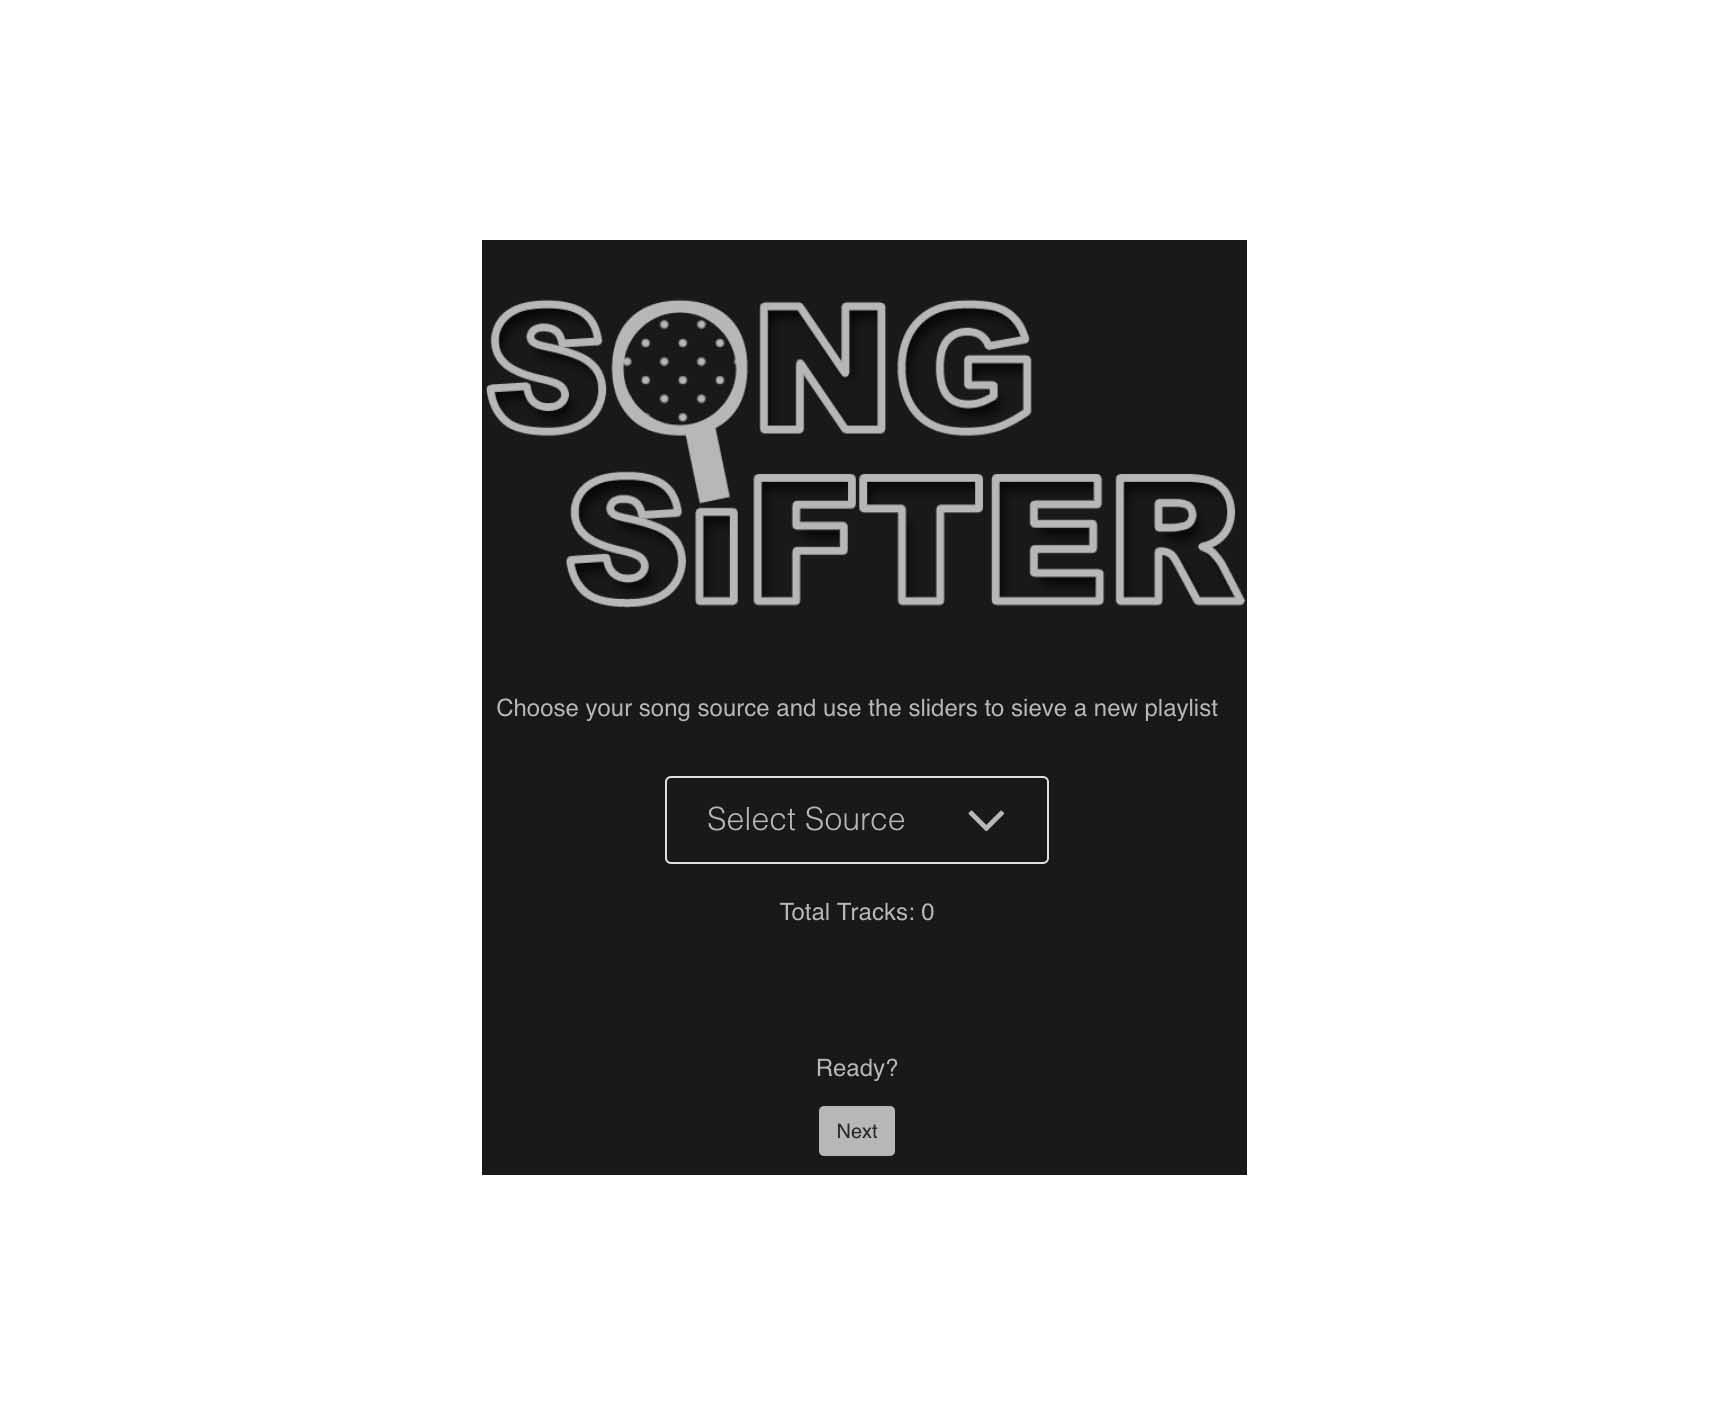 SONG
SiFTER
Choose your song source and use the sliders to sieve a new playlist
Select Source
Total Tracks: 0
Ready?
Next